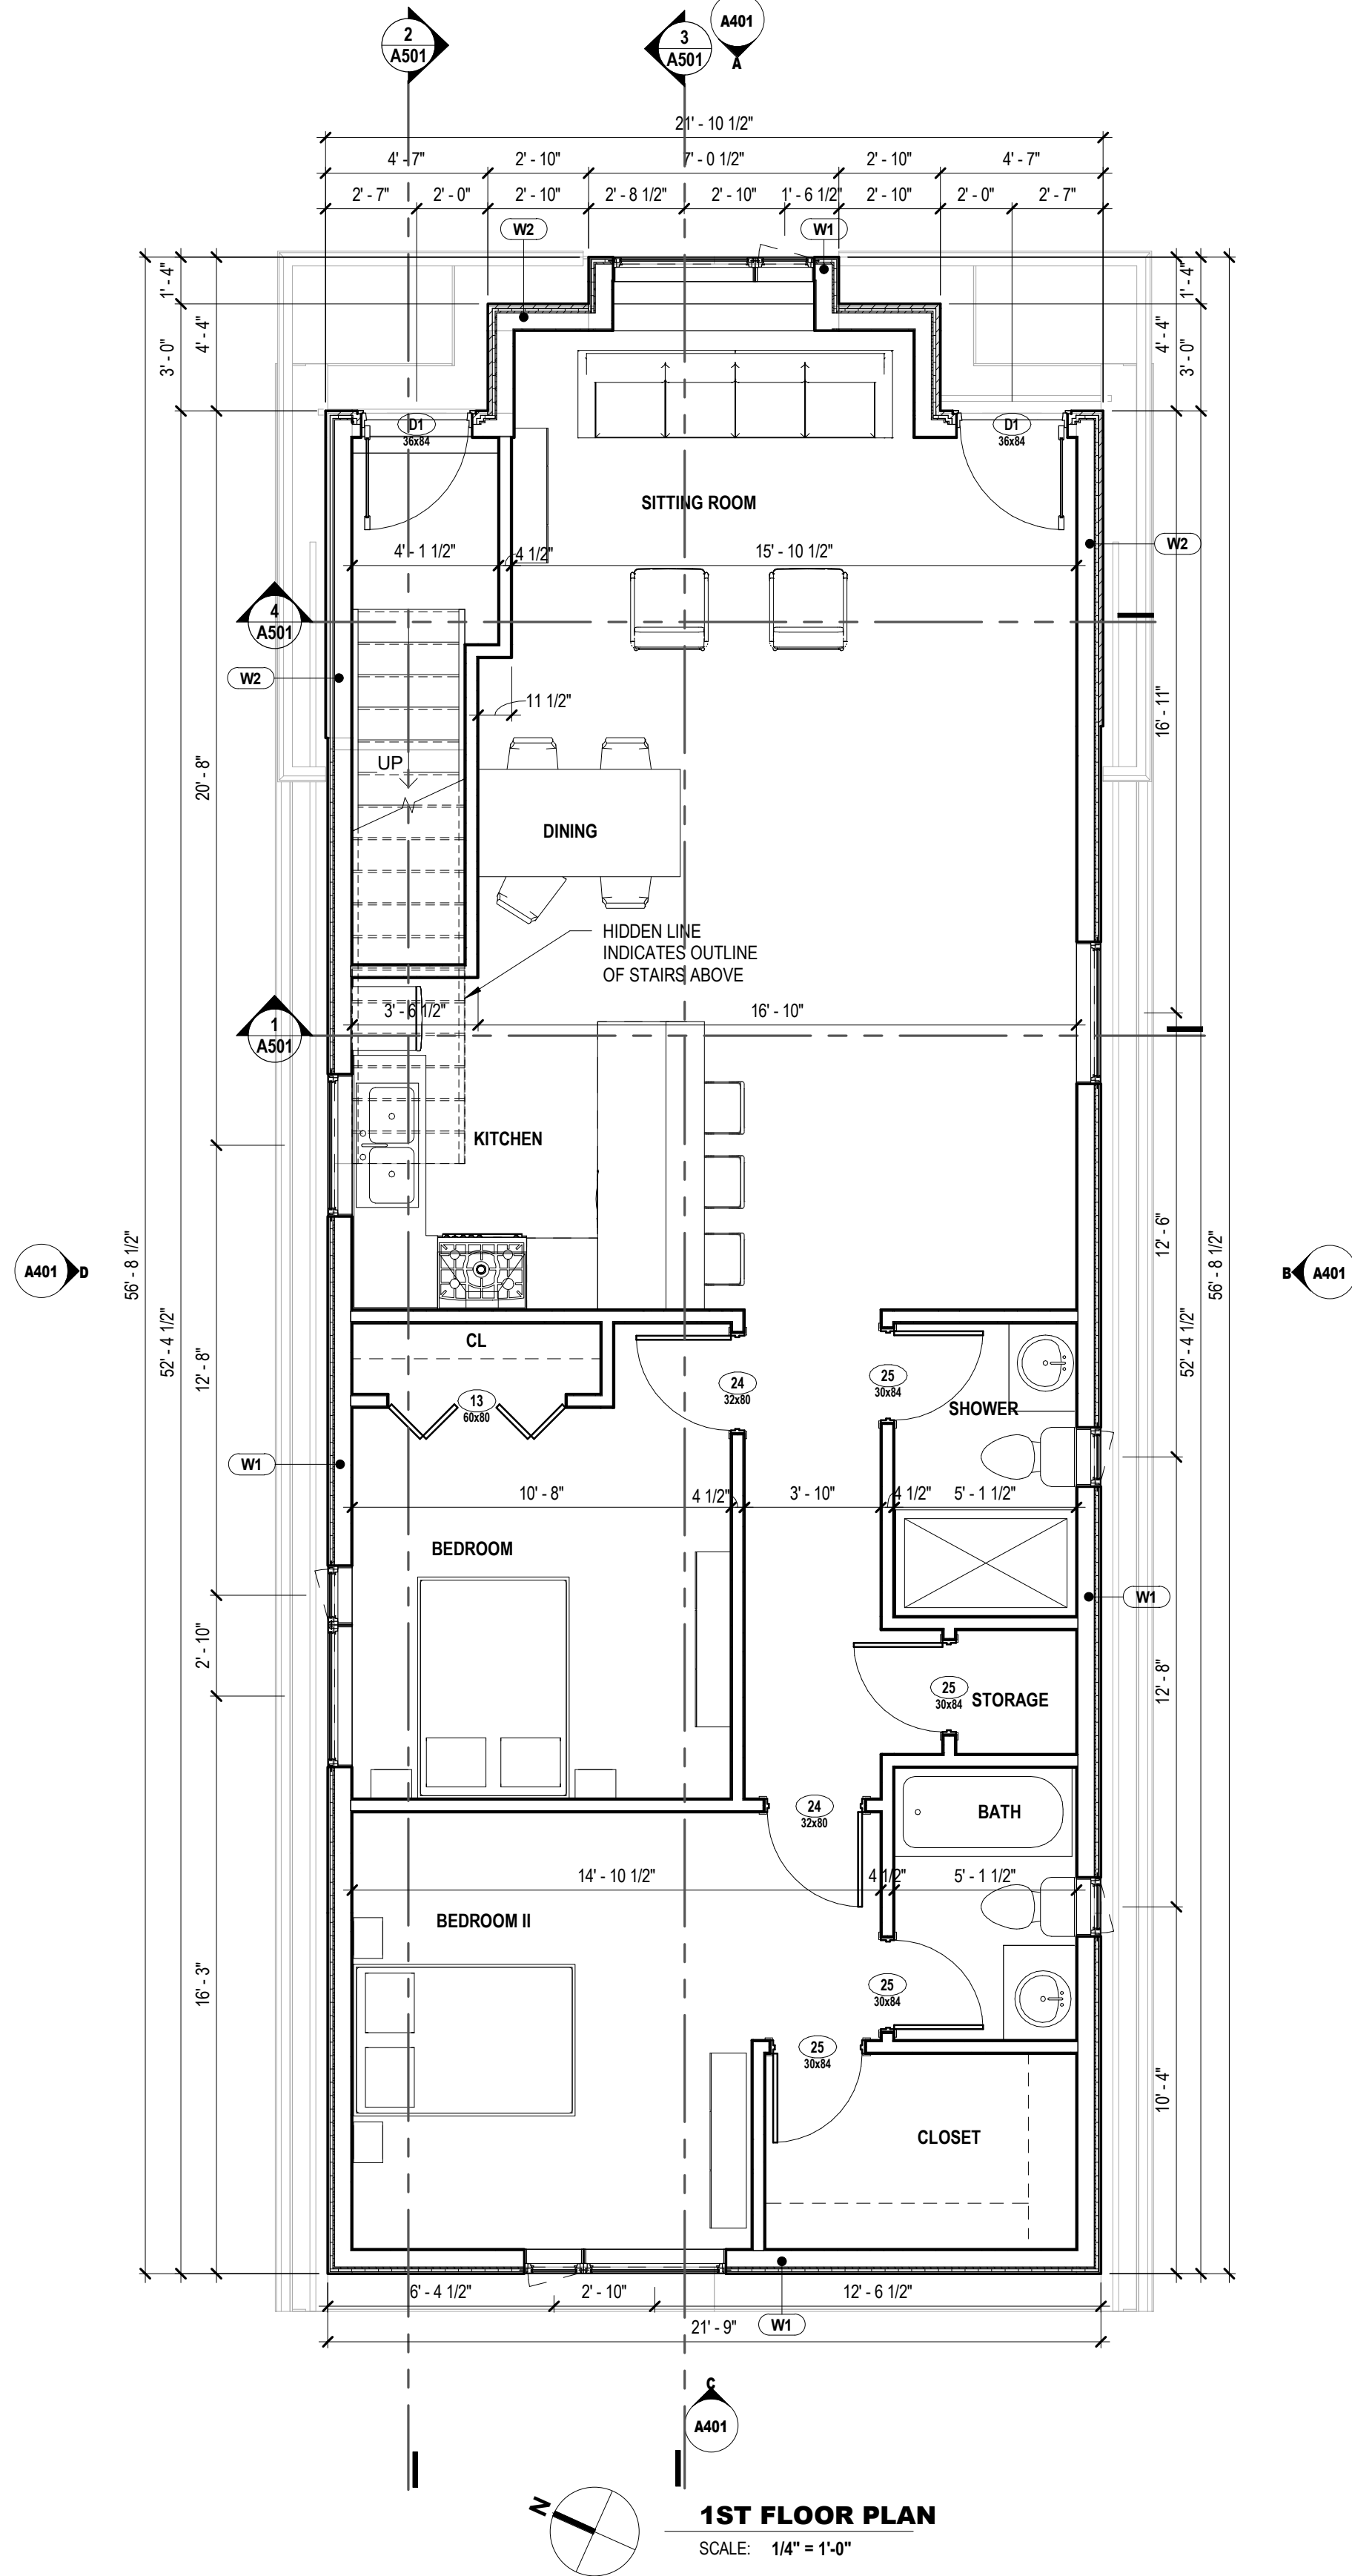 2
A501
3
A501
A401
A
21' - 10 1/2"
4' - 7"
2' - 10"
7' - 0 1/2"
2' - 10"
4' - 7"
2' - 7"
2' - 0"
2' - 10"
2' - 8 1/2"
2' - 10"
1' - 6 1/2"
2' - 10"
2' - 0"
2' - 7"
W2
W1
1' - 4"
3' - 0"
4' - 4"
1' - 4"
4' - 4"
3' - 0"
D1
36x84
D1
36x84
SITTING ROOM
4' - 1 1/2"
4 1/2"
15' - 10 1/2"
W2
4
A501
W2
11 1/2"
16' - 11"
20' - 8"
UP
DINING
HIDDEN LINE
INDICATES OUTLINE
OF STAIRS ABOVE
3' - 6 1/2"
16' - 10"
1
A501
KITCHEN
56' - 8 1/2"
52' - 4 1/2"
12' - 8"
12' - 6"
52' - 4 1/2"
56' - 8 1/2"
A401
D
B
A401
CL
13
60x80
24
32x80
25
30x84
SHOWER
W1
10' - 8"
4 1/2"
3' - 10"
4 1/2"
5' - 1 1/2"
BEDROOM
W1
2' - 10"
12' - 8"
25
30x84
STORAGE
24
32x80
BATH
14' - 10 1/2"
4 1/2"
5' - 1 1/2"
BEDROOM II
16' - 3"
25
30x84
25
30x84
10' - 4"
CLOSET
6' - 4 1/2"
2' - 10"
12' - 6 1/2"
21' - 9"
W1
C
A401
N
1ST FLOOR PLAN
SCALE: 1/4" = 1'-0"